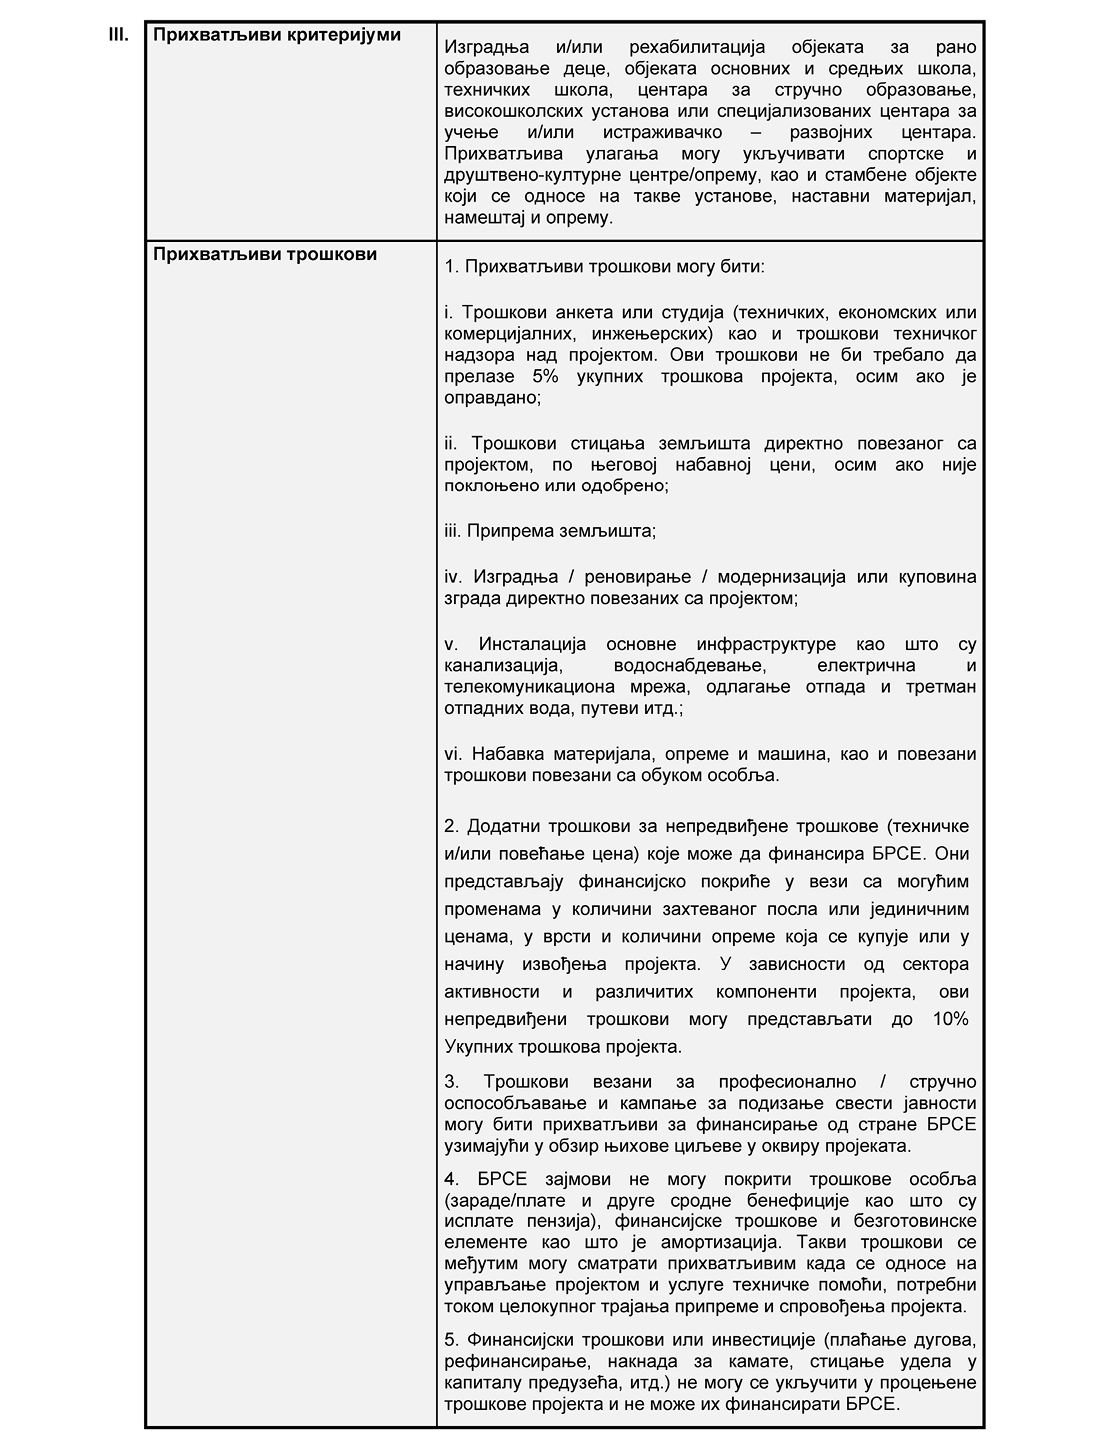 III.
Прихватљиви критеријуми
Изградња и/или рехабилитација објеката за рано
образовање деце, објеката основних и средњих школа,
техничких школа, центара за стручно образовање,
високошколских установа или специјализованих центара за
учење и/или истраживачко – развојних центара.
Прихватљива улагања могу укључивати спортске и
друштвено-културне центре/опрему, као и стамбене објекте
који се односе на такве установе, наставни материјал,
намештај и опрему.
Прихватљиви трошкови
1. Прихватљиви трошкови могу бити:
i. Трошкови анкета или студија (техничких, економских или
комерцијалних, инжењерских) као и трошкови техничког
надзора над пројектом. Ови трошкови не би требало да
прелазе 5% укупних трошкова пројекта, осим ако је
оправдано;
ii. Трошкови стицања земљишта директно повезаног са
пројектом, по његовој набавној цени, осим ако није
поклоњено или одобрено;
iii. Припрема земљишта;
iv. Изградња / реновирање / модернизација или куповина
зграда директно повезаних са пројектом;
v. Инсталација основне инфраструктуре као што су
канализација, водоснабдевање, електрична и
телекомуникациона мрежа, одлагање отпада и третман
отпадних вода, путеви итд.;
vi. Набавка материјала, опреме и машина, као и повезани
трошкови повезани са обуком особља.
2. Додатни трошкови за непредвиђене трошкове (техничке
и/или повећање цена) које може да финансира БРСЕ. Они
представљају финансијско покриће у вези са могућим
променама у количини захтеваног посла или јединичним
ценама, у врсти и количини опреме која се купује или у
начину извођења пројекта. У зависности од сектора
активности и различитих компоненти пројекта, ови
непредвиђени трошкови могу представљати до 10%
Укупних трошкова пројекта.
3. Трошкови везани за професионално / стручно
оспособљавање и кампање за подизање свести јавности
могу бити прихватљиви за финансирање од стране БРСЕ
узимајући у обзир њихове циљеве у оквиру пројеката.
4. БРСЕ зајмови не могу покрити трошкове особља
(зараде/плате и друге сродне бенефиције као што су
исплате пензија), финансијске трошкове и безготовинске
елементе као што је амортизација. Такви трошкови се
међутим могу сматрати прихватљивим када се односе на
управљање пројектом и услуге техничке помоћи, потребни
током целокупног трајања припреме и спровођења пројекта.
5. Финансијски трошкови или инвестиције (плаћање дугова,
рефинансирање, накнада за камате, стицање удела у
капиталу предузећа, итд.) не могу се укључити у процењене
трошкове пројекта и не може их финансирати БРСЕ.